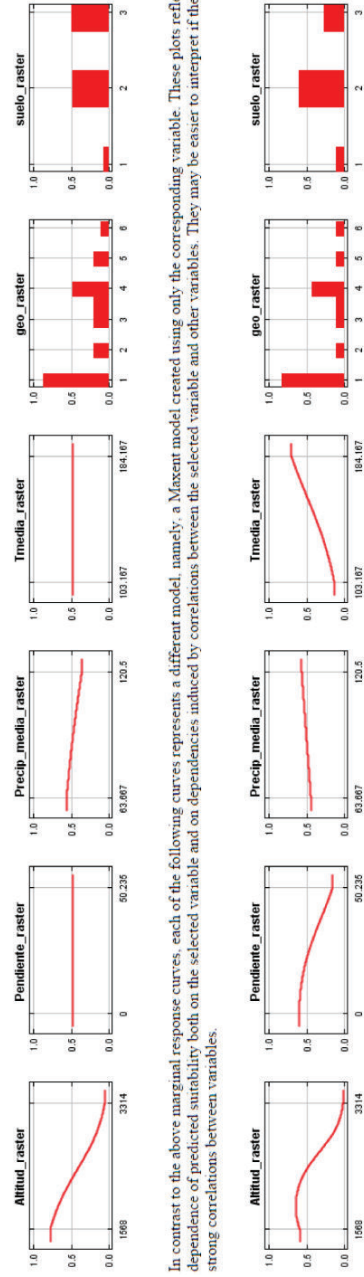 Altitud_raster Pendiente_raster Precip_media_raster Tmedia_raster geo_raster suelo_raster
1.0 1.0 1.0 1.0 1.0 1.0
0.5 0.5 0.5 0.5 0.5 0.5
0.0 0.0 0.0 0.0 0.0 0.0
1568 3314 0 50.235 63.667 120.5 103.167 184.167 1 2 3 4 5 6 1 2 3
In contrast to the above marginal response curves, each of the following curves represents a different model, namely, a Maxent model created using only the corresponding variable. These plots refle
dependence of predicted suitability both on the selected variable and on dependencies induced by correlations between the selected variable and other variables. They may be easier to interpret if the
strong correlations between variables.
Altitud_raster Pendiente_raster Precip_media_raster Tmedia_raster geo_raster suelo_raster
1.0 1.0 1.0 1.0 1.0 1.0
0.5 0.5 0.5 0.5 0.5 0.5
0.0 0.0 0.0 0.0 0.0 0.0
1568 3314 0 50.235 63.667 120.5 103.167 184.167 1 2 3 4 5 6 1 2 3